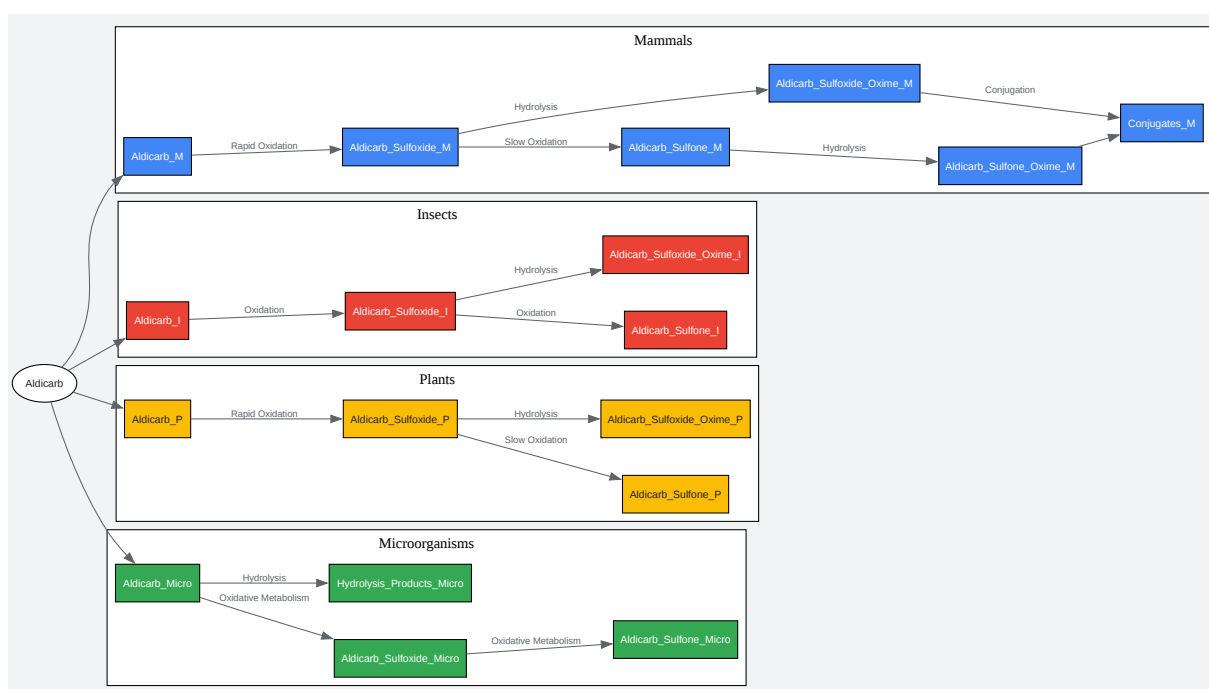 Mammals
Aldicarb_Sulfoxide_Oxime_M
Conjugation
Hydrolysis
Conjugates_M
Aldicarb_M
Rapid Oxidation
Aldicarb_Sulfoxide_M
Slow Oxidation
Aldicarb_Sulfone_M
Hydrolysis
Aldicarb_Sulfone_Oxime_M
Insects
Aldicarb_Sulfoxide_Oxime_I
Hydrolysis
Aldicarb_I
Oxidation
Aldicarb_Sulfoxide_I
Oxidation
Aldicarb_Sulfone_I
Aldicarb
Plants
Aldicarb_P
Rapid Oxidation
Aldicarb_Sulfoxide_P
Hydrolysis
Aldicarb_Sulfoxide_Oxime_P
Slow Oxidation
Aldicarb_Sulfone_P
Microorganisms
Aldicarb_Micro
Hydrolysis
Hydrolysis_Products_Micro
Oxidative Metabolism
Aldicarb_Sulfoxide_Micro
Oxidative Metabolism
Aldicarb_Sulfone_Micro